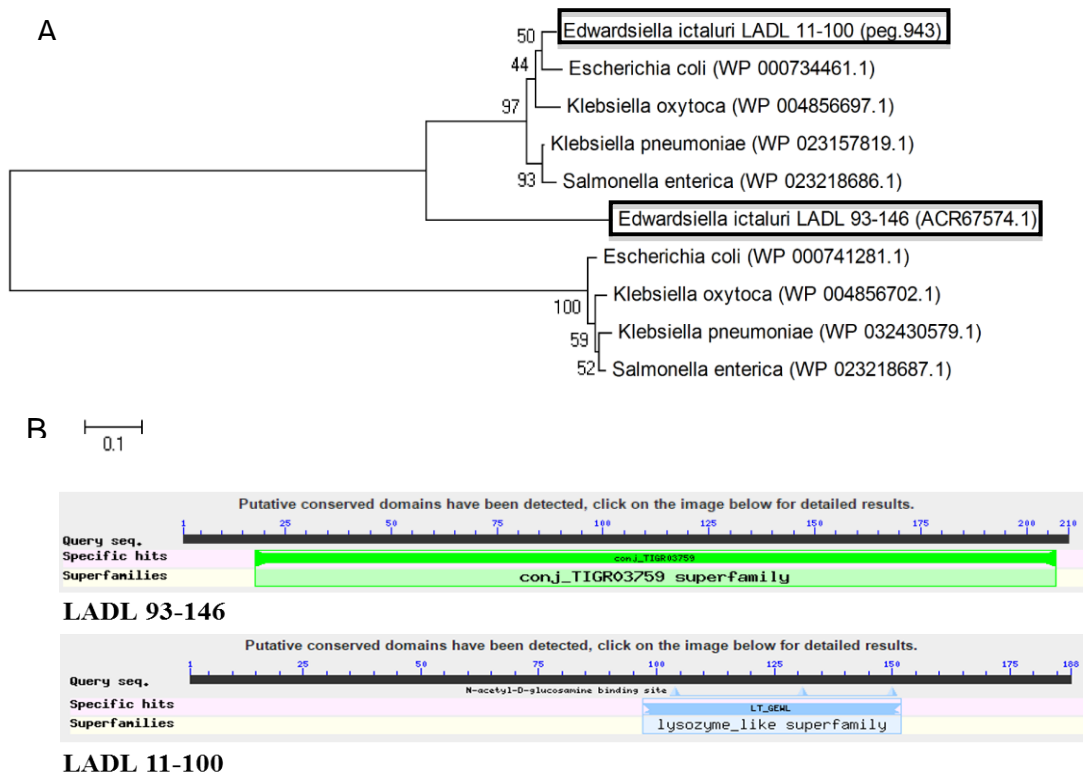 A
50
Edwardsiella ictaluri LADL 11-100 (peg.943)
44
Escherichia coli (WP 000734461.1)
97
Klebsiella oxytoca (WP 004856697.1)
Klebsiella pneumoniae (WP 023157819.1)
93
Salmonella enterica (WP 023218686.1)
Edwardsiella ictaluri LADL 93-146 (ACR67574.1)
Escherichia coli (WP 000741281.1)
Klebsiella oxytoca (WP 004856702.1)
100
Klebsiella pneumoniae (WP 032430579.1)
59
52
Salmonella enterica (WP 023218687.1)
B
0.1
Putative conserved domains have been detected, click on the image below for detailed results.
1 25 50 75 100 125 150 175 200 210
Query seq.
Specific hits
conj_TIGR03759
Superfamilies
conj_TIGR03759 superfamily
LADL 93-146
Putative conserved domains have been detected, click on the image below for detailed results.
1 25 50 75 100 125 150 175 188
Query seq.
N-acetyl-D-glucosamine binding site
Specific hits
LT_GEWL
Superfamilies
lysozyme_like superfamily
LADL 11-100